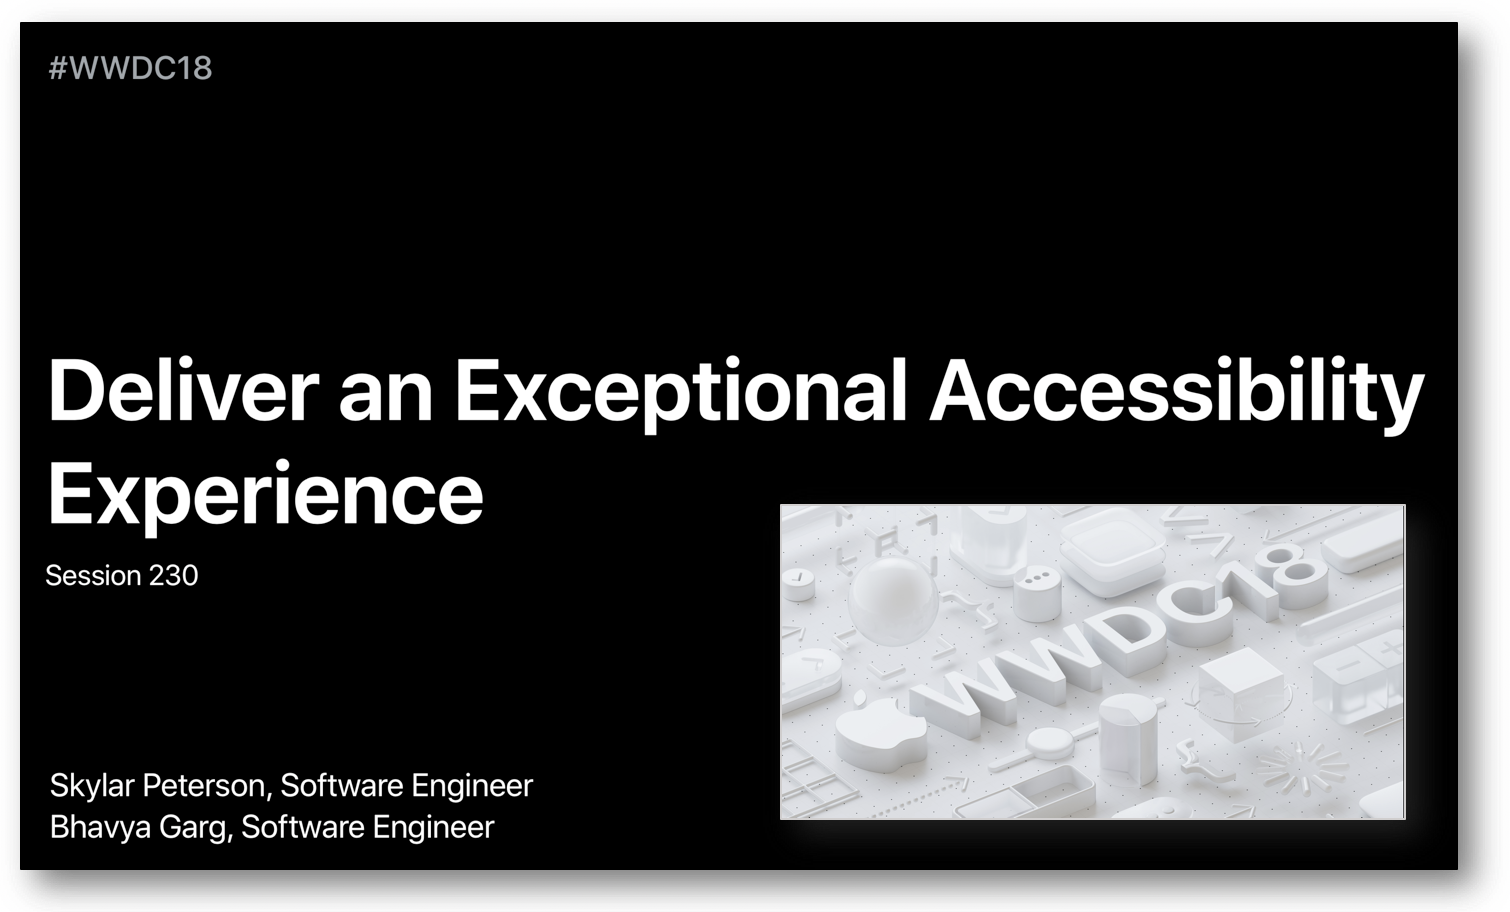 #WWDC18
Deliver an Exceptional Accessibility
Experience
Session 230
WWDC18
Skylar Peterson, Software Engineer
Bhavya Garg, Software Engineer